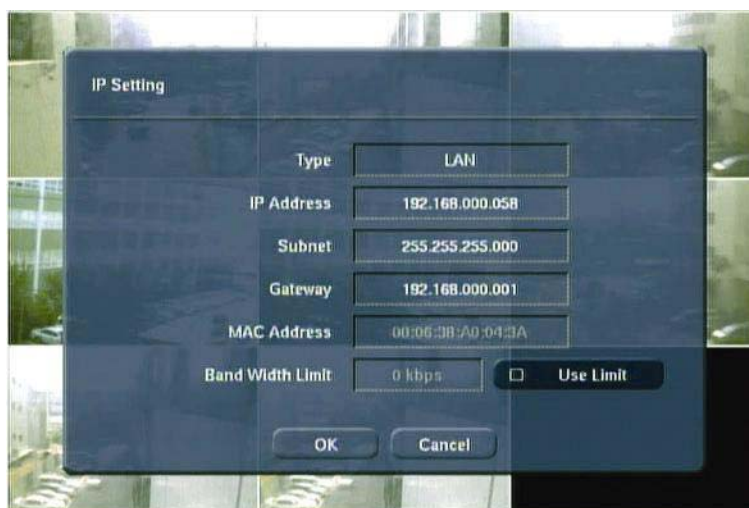 IP Setting
Type LAN
IP Address 192.168.000.058
Subnet 255.255.255.000
Gateway 192.168.000.001
MAC Address 00:06:3B:A0:04:3A
Band Width Limit 0 kbps Use Limit
OK Cancel